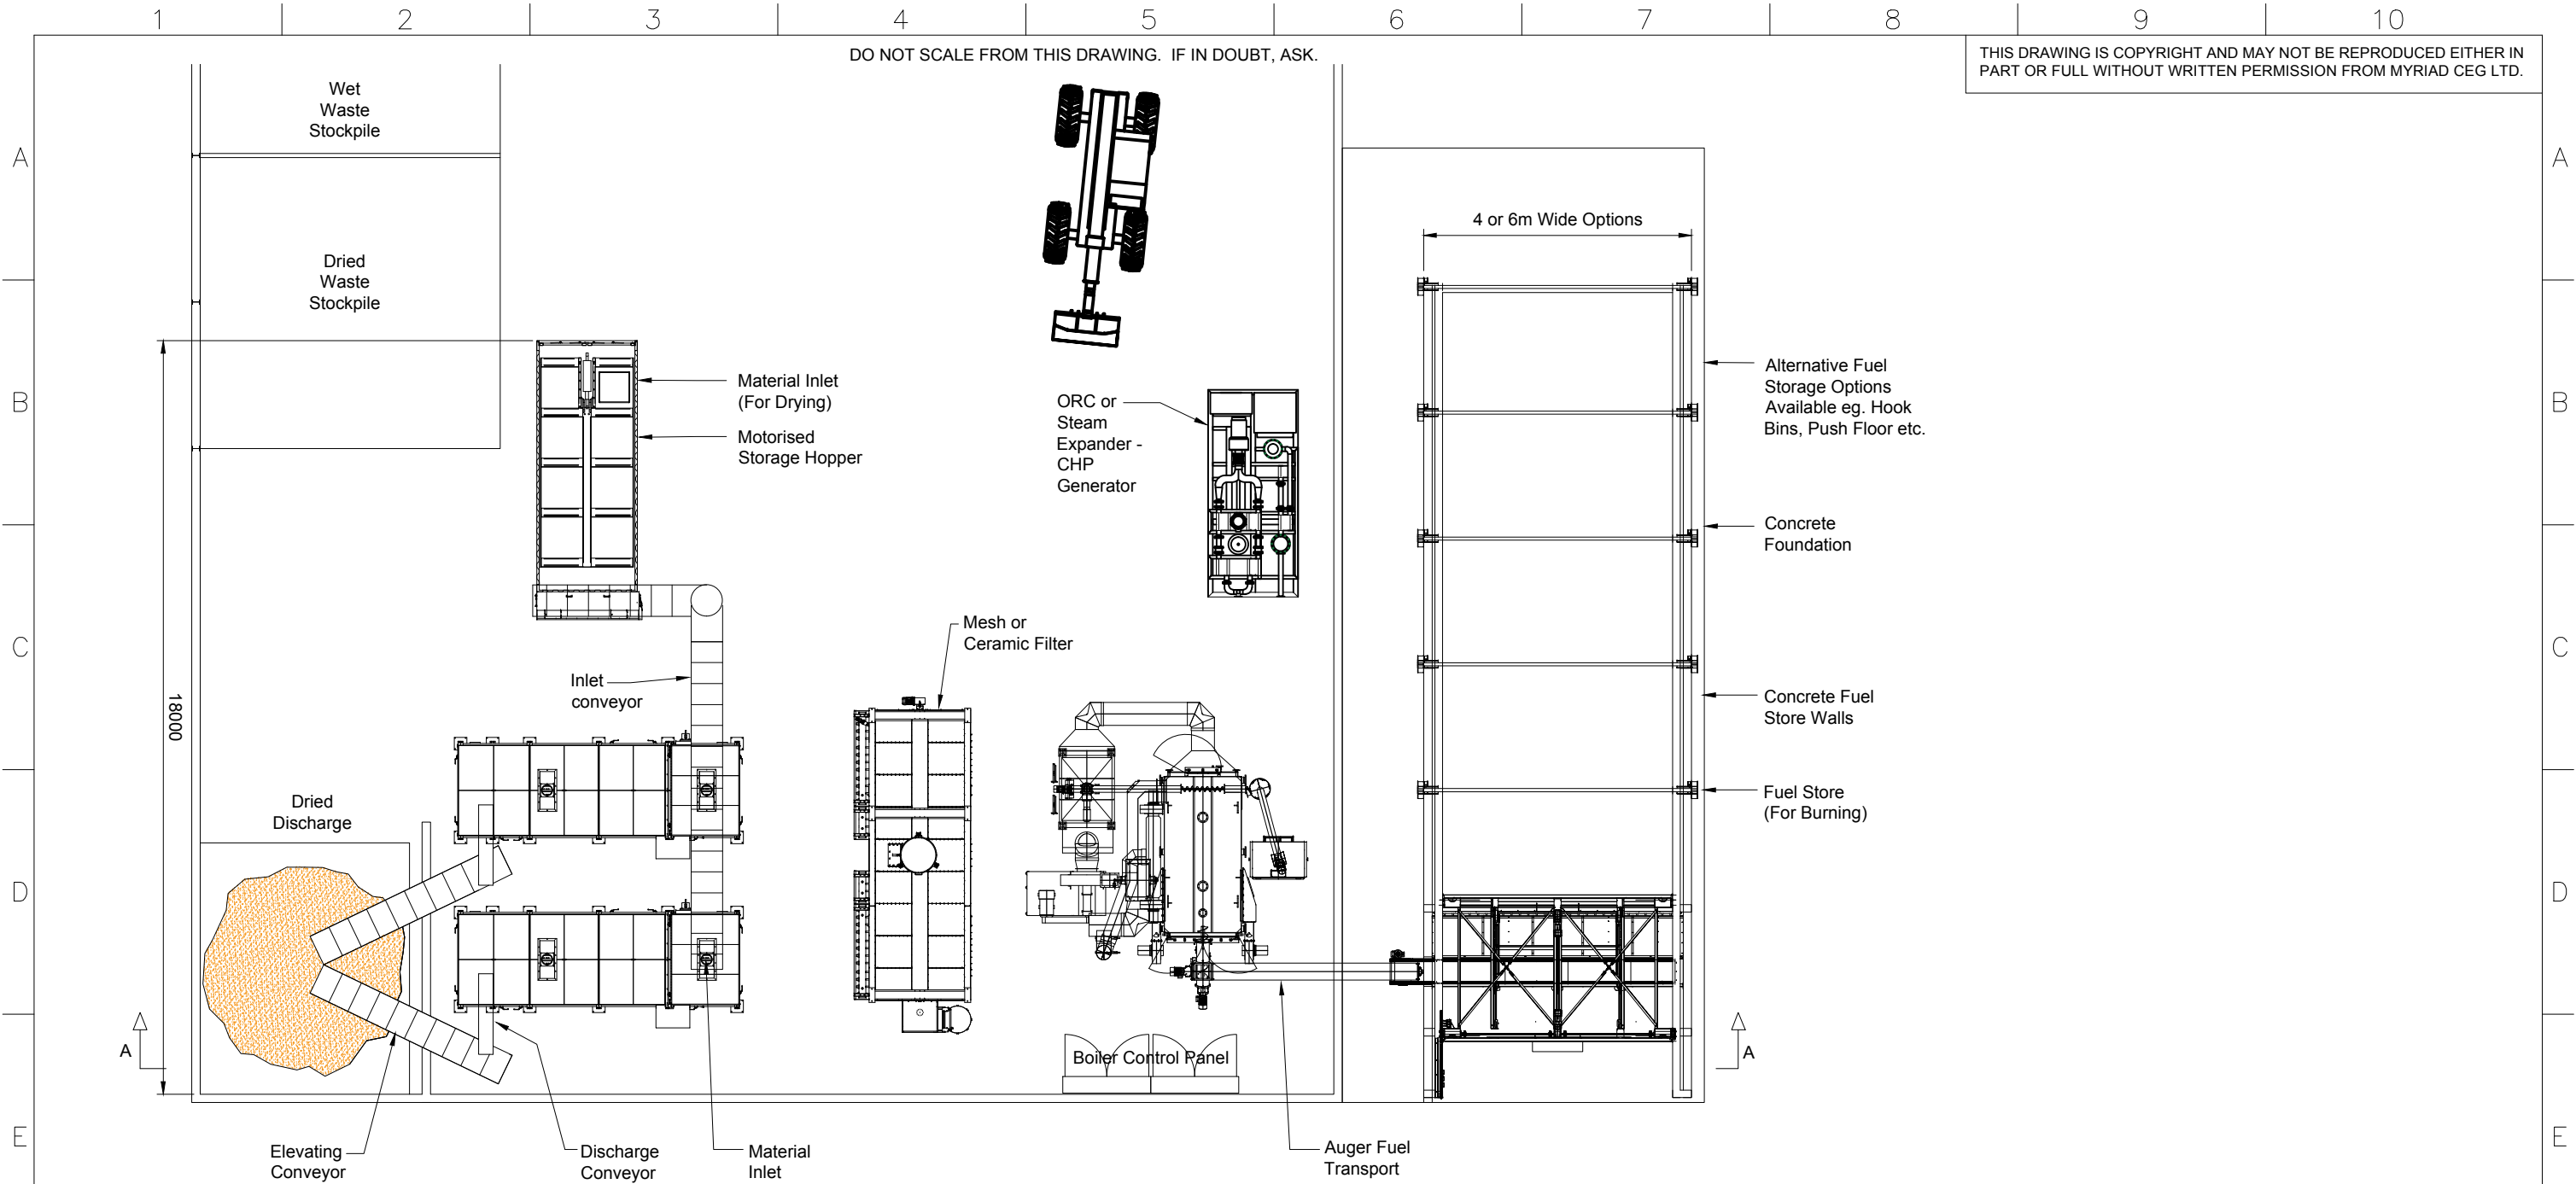 1 2 3 4 5 6 7 8 9 10
DO NOT SCALE FROM THIS DRAWING. IF IN DOUBT, ASK.
THIS DRAWING IS COPYRIGHT AND MAY NOT BE REPRODUCED EITHER IN
PART OR FULL WITHOUT WRITTEN PERMISSION FROM MYRIAD CEG LTD.
Wet
Waste
Stockpile
A
A
4 or 6m Wide Options
Dried
Waste
Stockpile
Material Inlet
(For Drying)
Motorised
Storage Hopper
B
B
ORC or
Steam
Expander -
CHP
Generator
Alternative Fuel
Storage Options
Available eg. Hook
Bins, Push Floor etc.
Concrete
Foundation
Mesh or
Ceramic Filter
C
C
Inlet
conveyor
18000
Concrete Fuel
Store Walls
Dried
Discharge
Fuel Store
(For Burning)
D
D
A
A
Boiler Control Panel
E
E
Elevating
Conveyor
Discharge
Conveyor
Material
Inlet
Auger Fuel
Transport